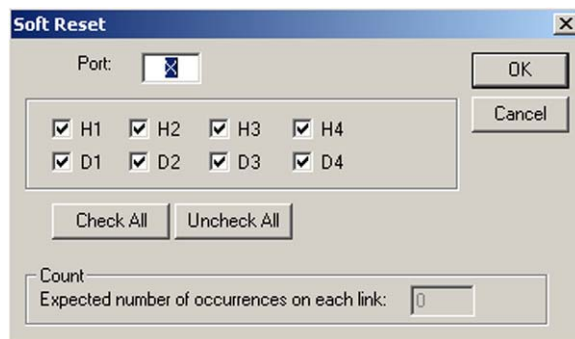 Soft Reset
Port: X
OK
Cancel
H1 H2 H3 H4
D1 D2 D3 D4
Check All Uncheck All
Count
Expected number of occurrences on each link: 0